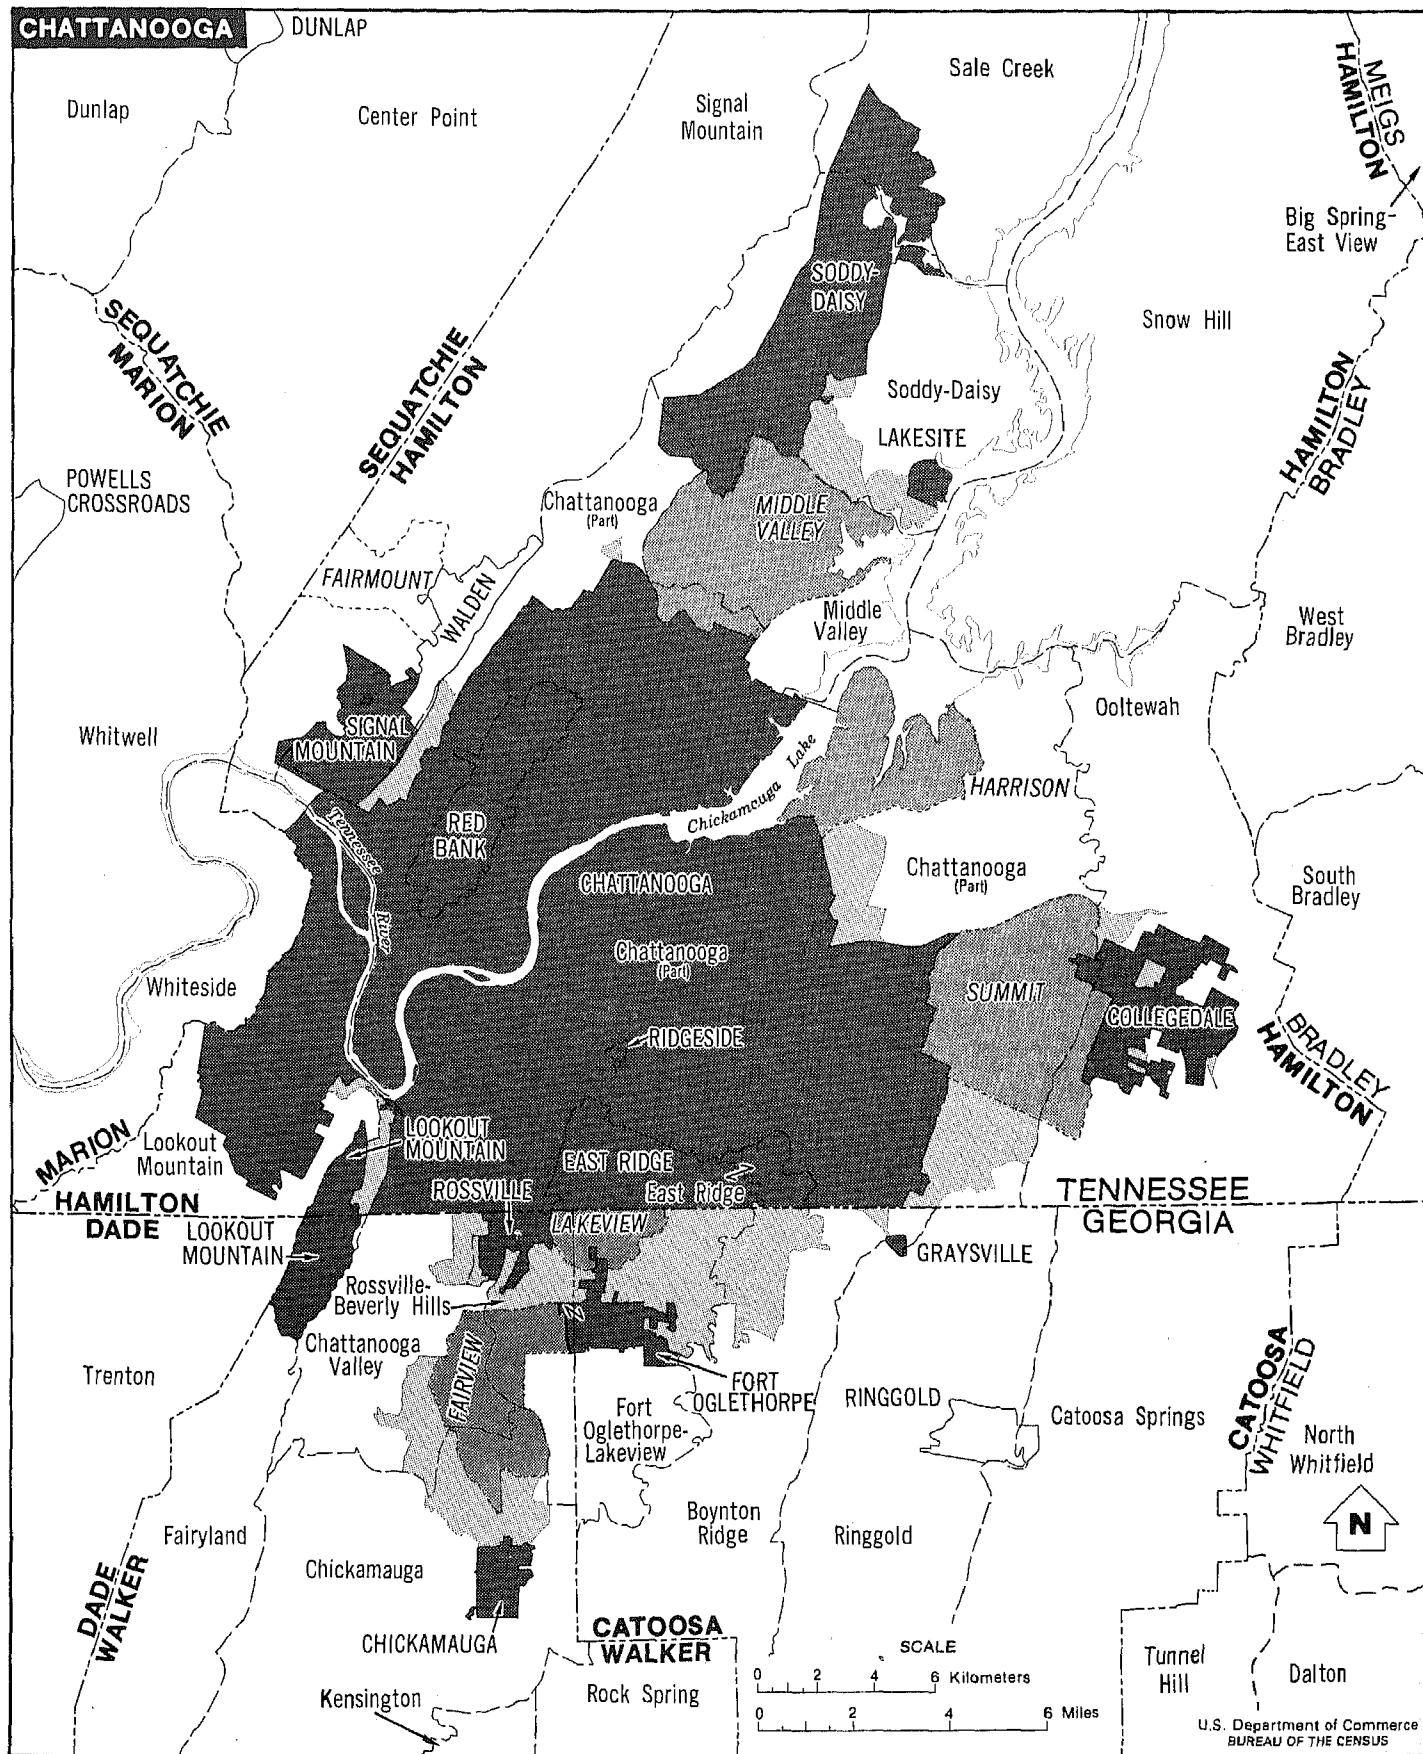 CHATTANOOGA
DUNLAP
Dunlap
Center Point
Signal
Mountain
Sale Creek
MEIGS
HAMILTON
Big Spring-
East View
SODDY-
DAISY
Snow Hill
SEQUATCHIE
MARION
SEQUATCHIE
HAMILTON
Soddy-Daisy
LAKESITE
HAMILTON
BRADLEY
POWELLS
CROSSROADS
Chattanooga
(Part)
MIDDLE
VALLEY
FAIRMOUNT
WALDEN
Middle
Valley
West
Bradley
Ooltewah
Whitwell
SIGNAL
MOUNTAIN
Chickamauga Lake
HARRISON
Tennessee
River
RED
BANK
CHATTANOOGA
Chattanooga
(Part)
South
Bradley
Chattanooga
(Part)
Whiteside
SUMMIT
COLLEGEDALE
RIDGESIDE
BRADLEY
HAMILTON
MARION
Lookout
Mountain
LOOKOUT
MOUNTAIN
EAST RIDGE
East Ridge
ROSSVILLE
HAMILTON
DADE
TENNESSEE
GEORGIA
LOOKOUT
MOUNTAIN
LAKEVIEW
GRAYSVILLE
Rossville-
Beverly Hills
Chattanooga
Valley
Trenton
FAIRVIEW
FORT
OGLETHORPE
Fort
Oglethorpe-
Lakeview
RINGGOLD
Catoosa Springs
CATOOSA
WHITFIELD
North
Whitfield
N
Boynton
Ridge
Ringgold
Fairyland
Chickamauga
DADE
WALKER
CHICKAMAUGA
CATOOSA
WALKER
Kensington
Rock Spring
Tunnel
Hill
Dalton
SCALE
0 2 4 6 Kilometers
0 2 4 6 Miles
U.S. Department of Commerce
BUREAU OF THE CENSUS